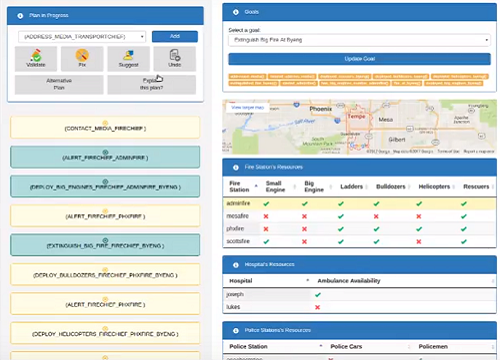 Plan in Progress
(ADDRESS_MEDIA_TRANSPORTCHIEF)
Add
Validate
Fix
Suggest
Undo
Alternative
Plan
Explain
this plan?
(CONTACT_MEDIA_FIRECHIEF )
(ALERT_FIRECHIEF_ADMINFIRE )
(DEPLOY_BIG_ENGINES_FIRECHIEF_ADMINFIRE_BYENG )
(ALERT_FIRECHIEF_PHXFIRE )
(EXTINGUISH_BIG_FIRE_FIRECHIEF_BYENG )
(DEPLOY_BULLDOZERS_FIRECHIEF_PHXFIRE_BYENG )
(ALERT_FIRECHIEF_PHXFIRE )
(DEPLOY_HELICOPTERS_FIRECHIEF_PHXFIRE_BYENG )
Goals
Select a goal:
Extinguish Big Fire At Byeng
Update Goal
View larger map
Phoenix
Tempe
Mesa
Gilbert
Fire Station's Resources
Fire Station
Small Engine
Big Engine
Ladders
Bulldozers
Helicopters
Rescuers
adminfire
mesafire
phxfire
scottsfire
Hospital's Resources
Hospital
Ambulance Availability
joseph
lukes
Police Stations's Resources
Police Station
Police Cars
Policemen